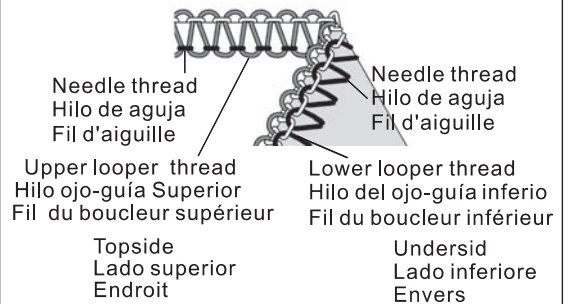 Needle thread
Hilo de aguja
Fil d'aiguille
Needle thread
Hilo de aguja
Fil d'aiguille
Upper looper thread
Hilo ojo-guía Superior
Fil du boucleur supérieur
Lower looper thread
Hilo del ojo-guía inferio
Fil du boucleur inférieur
Topside
Lado superior
Endroit
Undersid
Lado inferiore
Envers